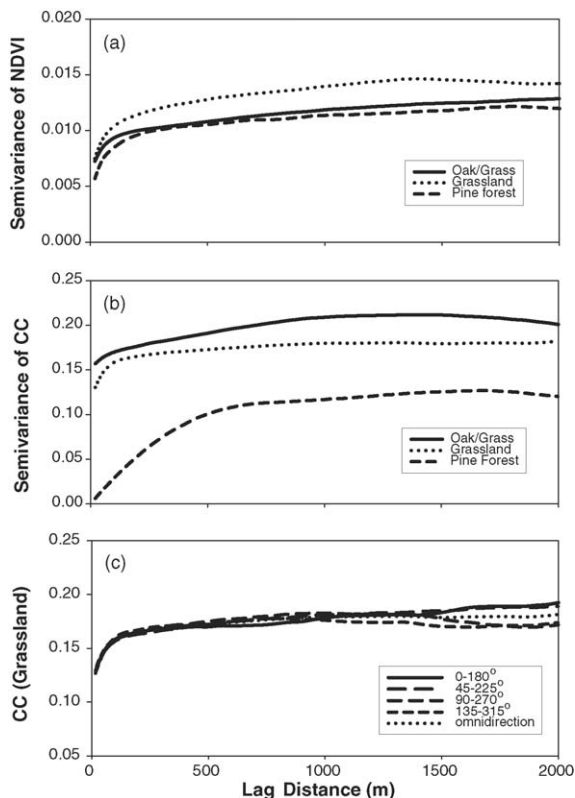 0.020
(a)
0.015
0.010
0.005
0.000
Semivariance of NDVI
Oak/Grass
Grassland
Pine forest
0.25
(b)
0.20
0.15
0.10
0.05
0.00
Semivariance of CC
Oak/Grass
Grassland
Pine Forest
0.25
(c)
0.20
0.15
0.10
0.05
CC (Grassland)
0-180°
45-225°
90-270°
135-315°
omnidirection
0 500 1000 1500 2000
Lag Distance (m)